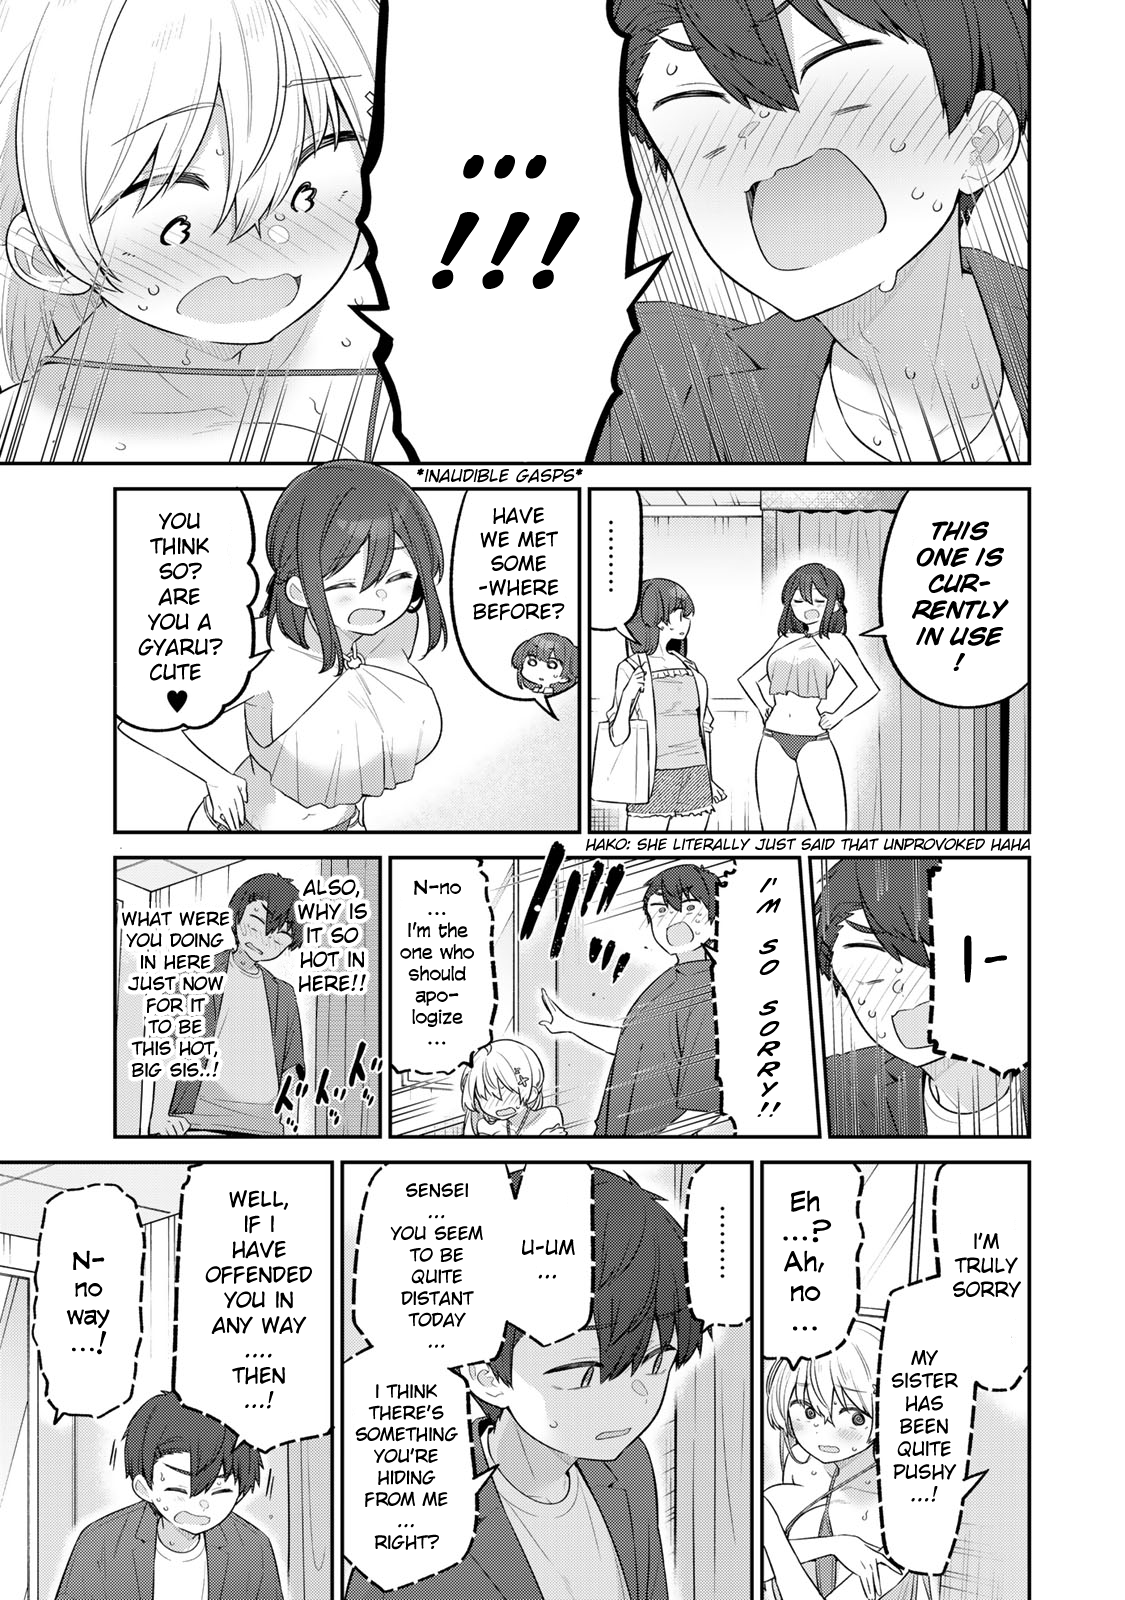 ...
!!!
*INAUDIBLE GASPS*
THIS
ONE IS
CUR-
RENTLY
IN USE
!
.........
HAVE
WE MET
SOME
-WHERE
BEFORE?
YOU
THINK
SO?
ARE
YOU A
GYARU?
CUTE
♥
HAKO: SHE LITERALLY JUST SAID THAT UNPROVOKED HAHA
I-
I'M SO SORRY!!
N-no
...
I'm the
one who
should
apo-
logize
...
ALSO,
WHY IS
IT SO
HOT IN
HERE!!
WHAT WERE
YOU DOING
IN HERE
JUST NOW
FOR IT
TO BE
THIS HOT,
BIG SIS..!
ドド
ドド
I'M
TRULY
SORRY
MY
SISTER
HAS
BEEN
QUITE
PUSHY
...!
Eh
...?
Ah,
no
...
.........
U-UM
...
SENSEI
...
YOU SEEM
TO BE
QUITE
DISTANT
TODAY
...
I THINK
THERE'S
SOMETHING
YOU'RE
HIDING
FROM ME
...
RIGHT?
WELL,
IF I
HAVE
OFFENDED
YOU IN
ANY WAY
....
THEN
...!
N-
no
way
...!